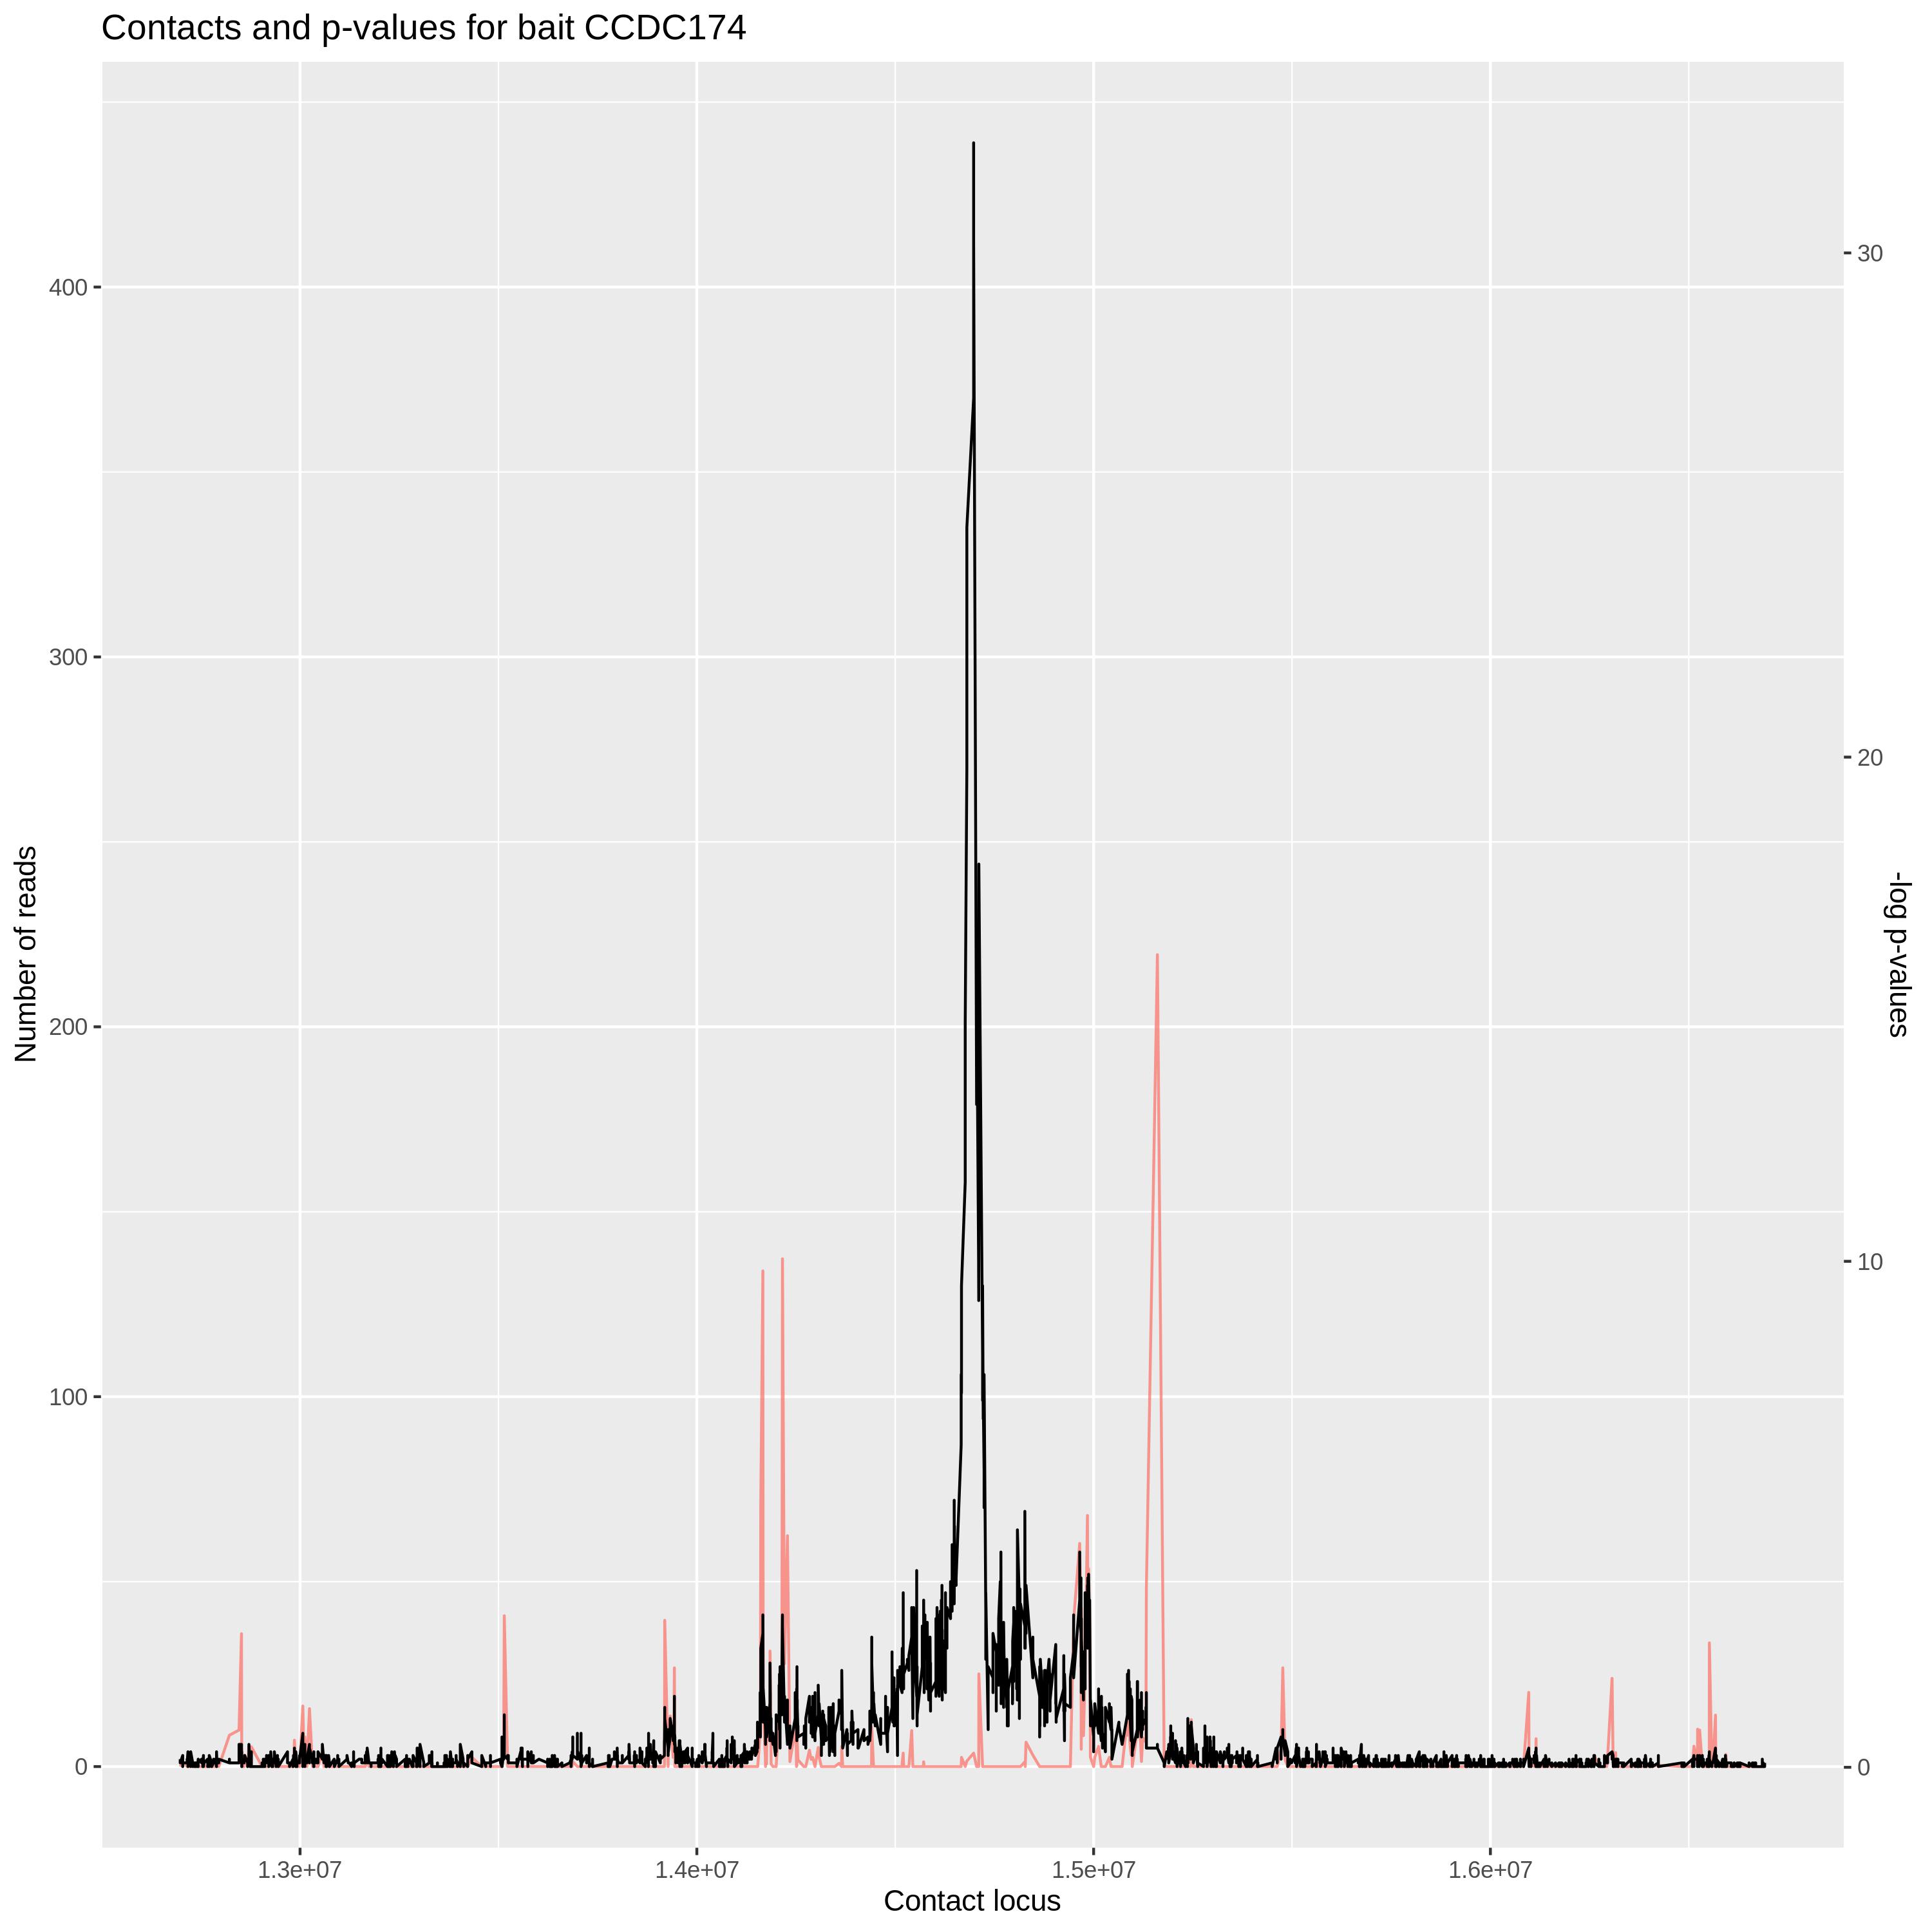 Contacts and p-values for bait CCDC174
400
300
200
100
0
Number of reads
30
20
10
0
-log p-values
1.3e+07
1.4e+07
1.5e+07
1.6e+07
Contact locus